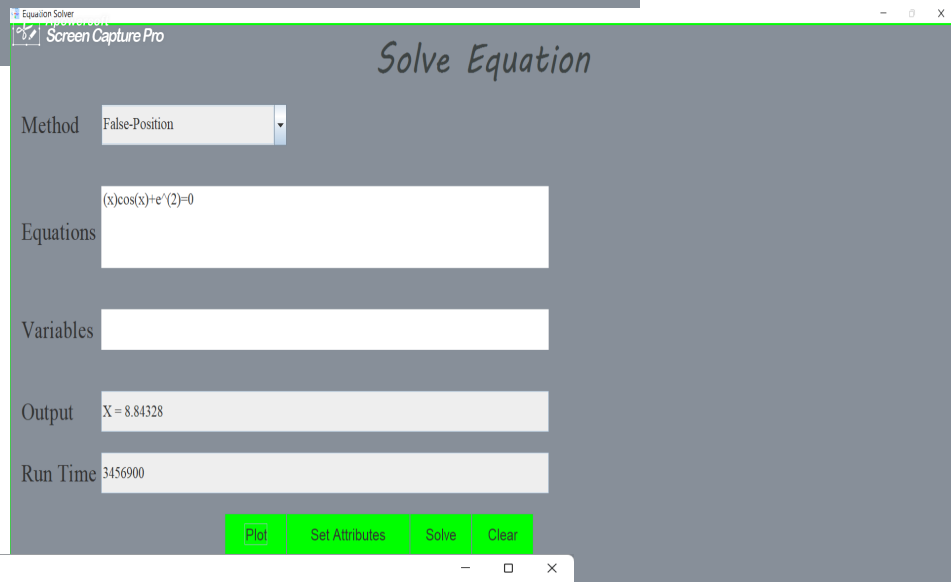 Equation Solver
Screen Capture Pro
Solve Equation
Method
False-Position
Equations
(x)cos(x)+e^(2)=0
Variables
Output
X = 8.84328
Run Time
3456900
Plot
Set Attributes
Solve
Clear